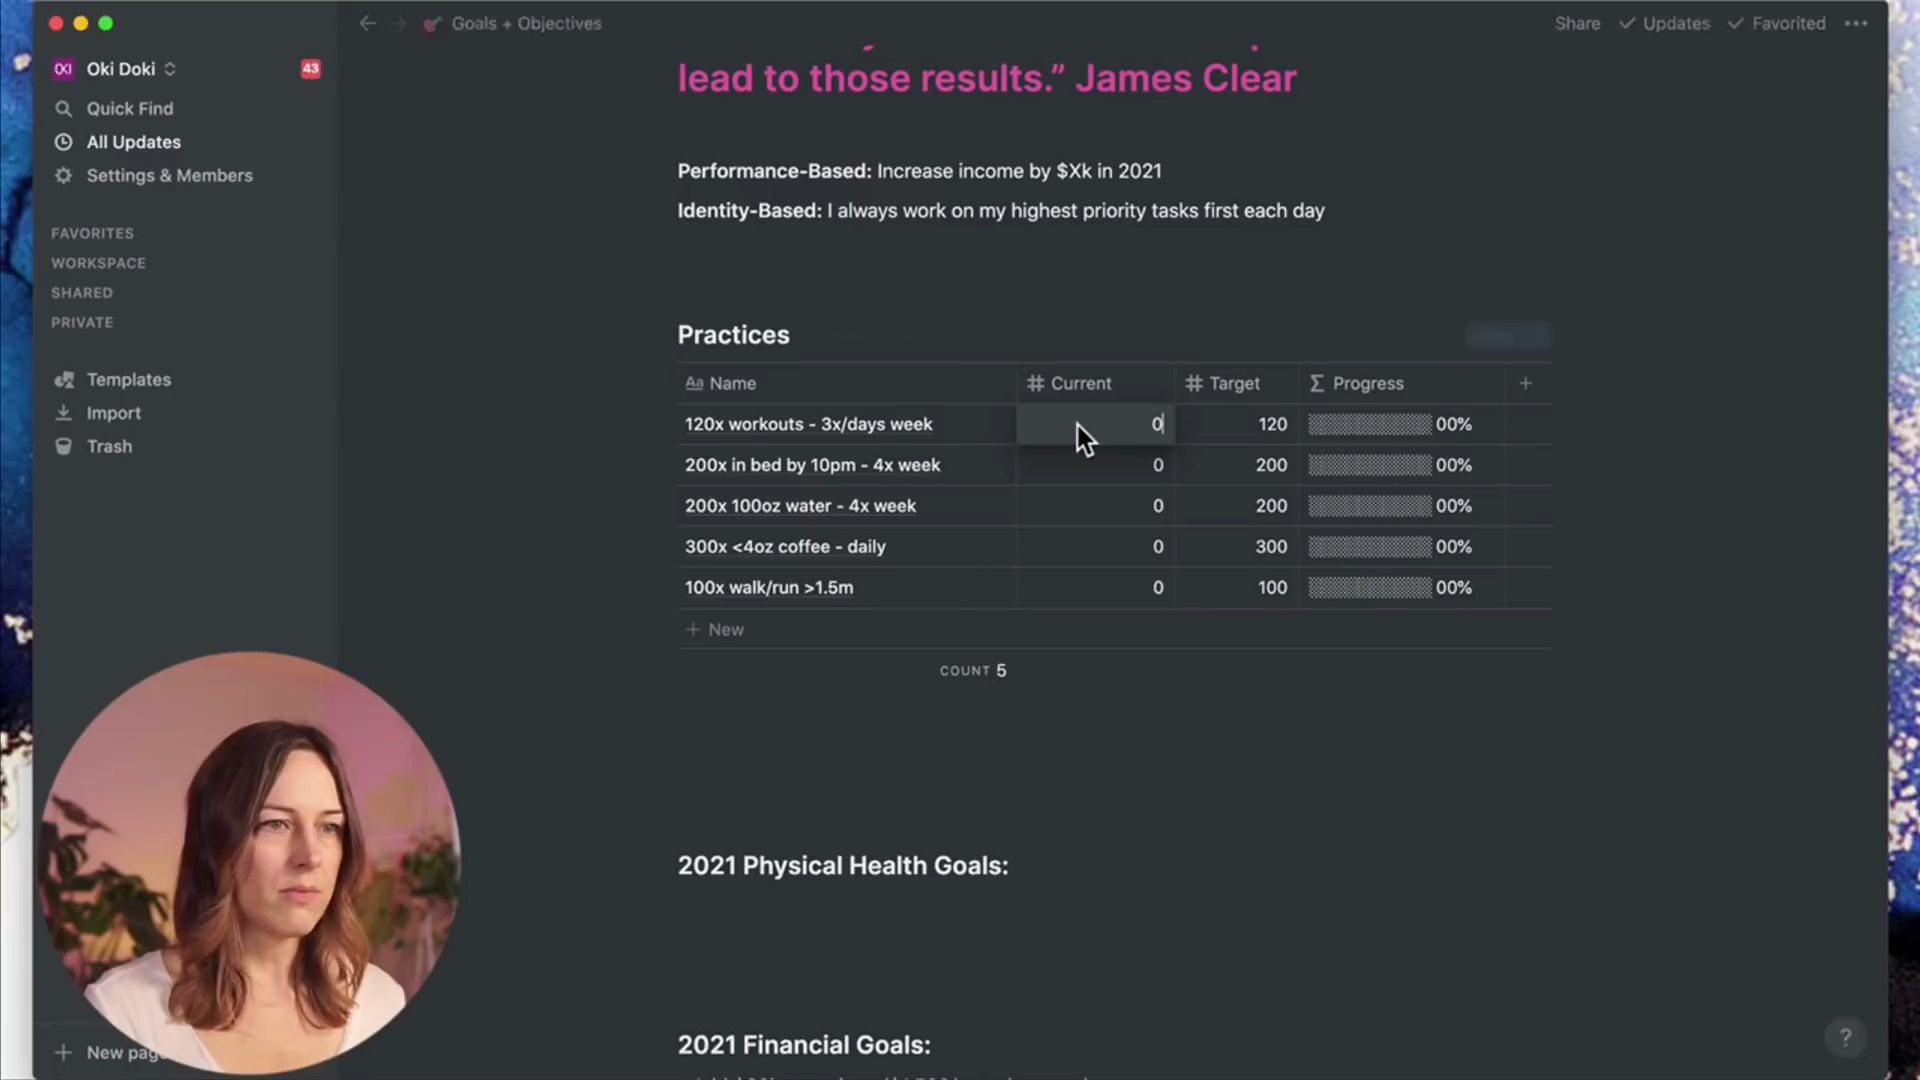 Goals + Objectives
Share
Updates
Favorited
OKI Oki Doki
43
Quick Find
All Updates
Settings & Members
FAVORITES
WORKSPACE
SHARED
PRIVATE
Templates
Import
Trash
New page
lead to those results.” James Clear
Performance-Based: Increase income by $Xk in 2021
Identity-Based: I always work on my highest priority tasks first each day
Practices
Aa Name # Current # Target Σ Progress +
120x workouts - 3x/days week 0 120 00%
200x in bed by 10pm - 4x week 0 200 00%
200x 100oz water - 4x week 0 200 00%
300x <4oz coffee - daily 0 300 00%
100x walk/run >1.5m 0 100 00%
+ New
COUNT 5
2021 Physical Health Goals:
2021 Financial Goals:
?